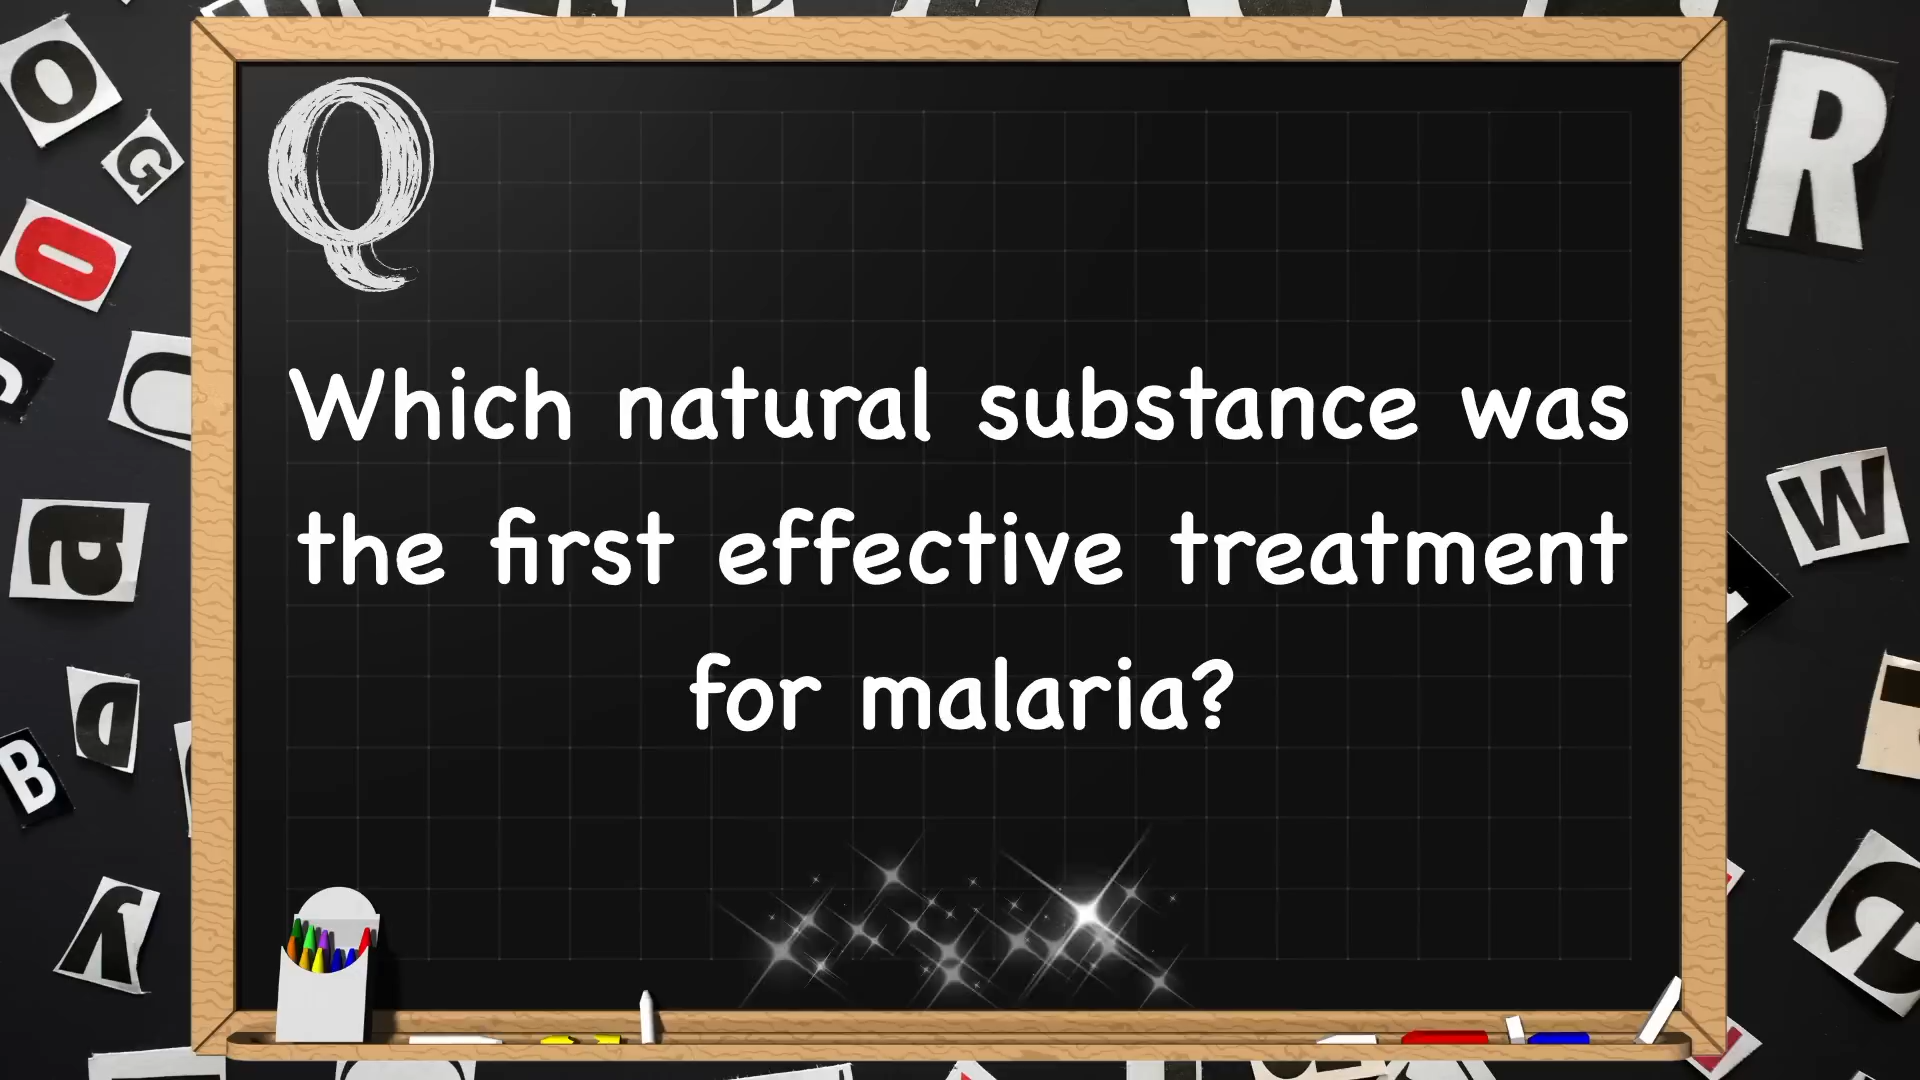 Q
Which natural substance was
the first effective treatment
for malaria?
O
G
O
a
D
B
y
R
W
e